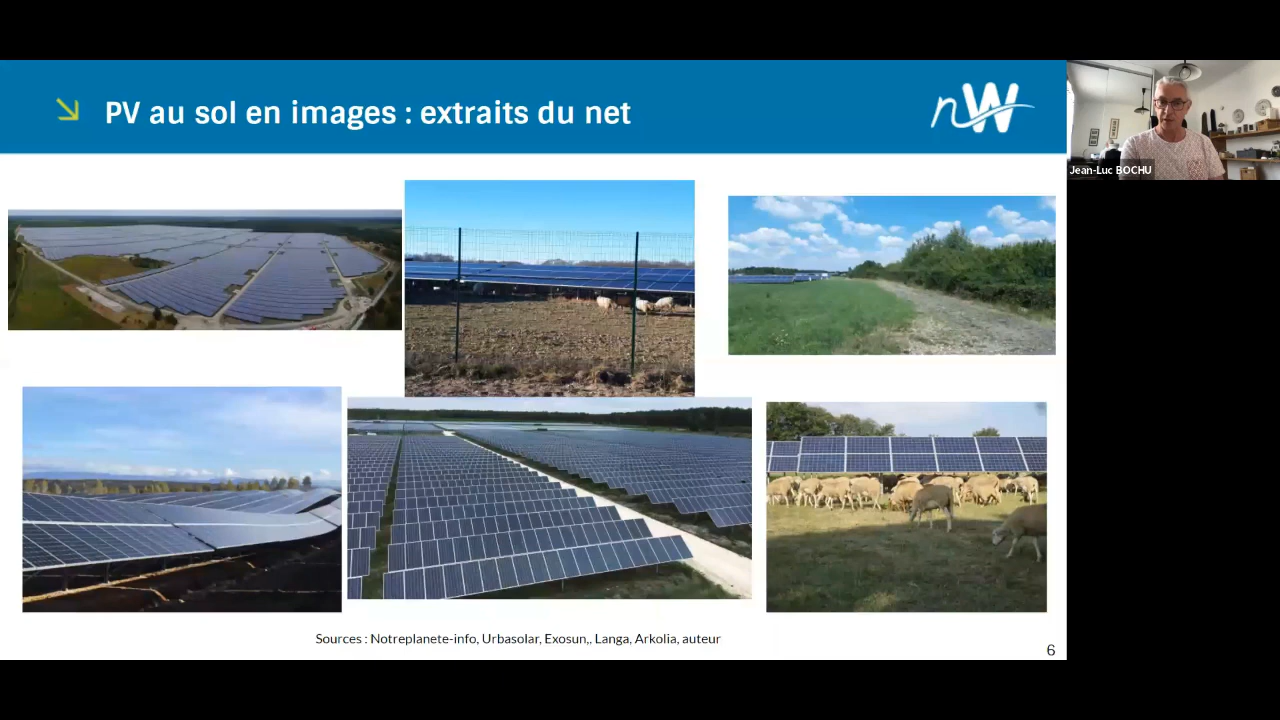 PV au sol en images : extraits du net
nW
Jean-Luc BOCHU
Sources : Notreplanete-info, Urbasolar, Exosun,, Langa, Arkolia, auteur
6